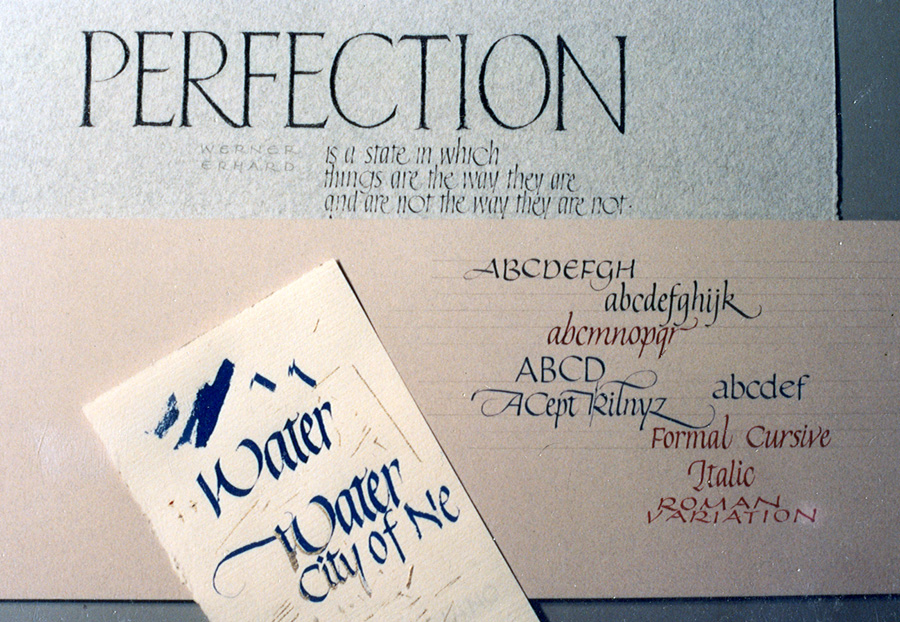 PERFECTION
WERNER
ERHARD
is a state in which
things are the way they are
and are not the way they are not.
ABCDEFGH
abcdefghijk
abcmnopqr
ABCD
abcdef
ACept kilnyz
Formal Cursive
Italic
ROMAN
VARIATION
Water
Water
City of Ne